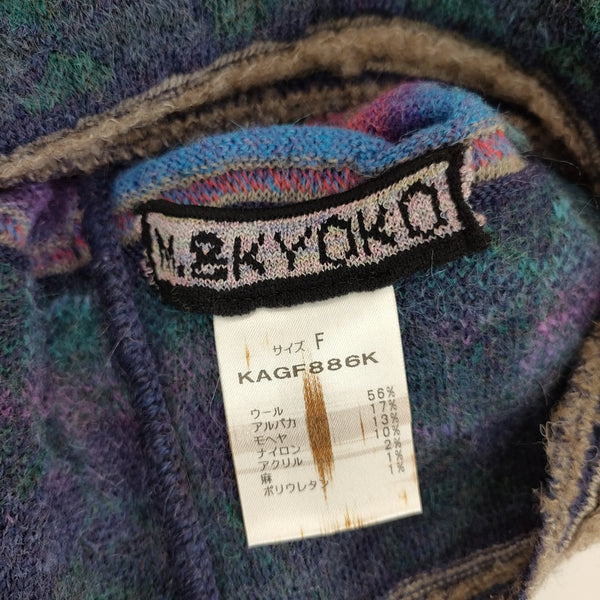 M.&KYOKO
サイズ F
KAGF886K
ウール 56%
アルパカ 17%
モヘヤ 13%
ナイロン 10%
アクリル 2%
麻 1%
ポリウレタン 1%